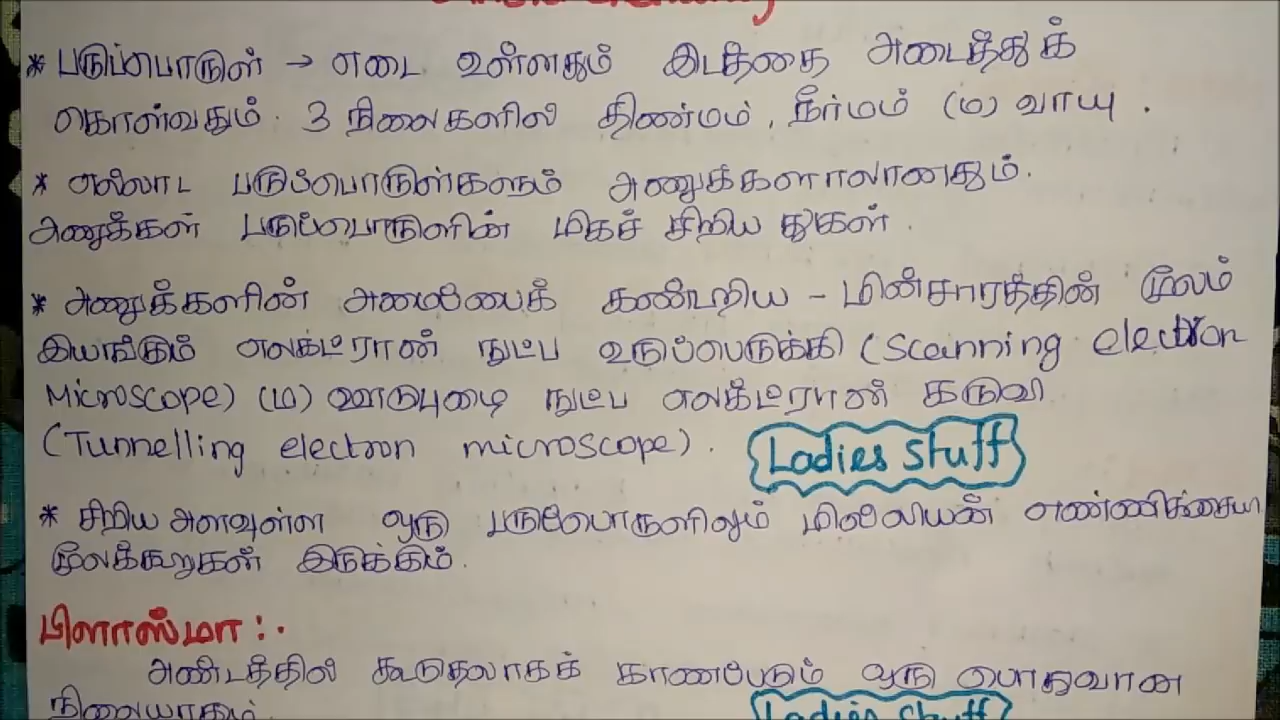 * பருப்பொருள் → எடை உள்ளதும் இடத்தை அடைத்துக்
கொள்வதும். 3 நிலைகளில் திண்மம், நீர்மம் (ம) வாயு.
* எல்லாட பருப்பொருள்களும் அணுக்களாலானதும்.
அணுக்கள் பருப்பொருளின் மிகச் சிறிய துகள்.
* அணுக்களின் அமைப்பைக் கண்டறிய - மின்சாரத்தின் மூலம்
இயங்கும் எலக்ட்ரான் நுட்ப உருப்பெருக்கி (Scanning electron
Microscope) (ம) ஊடுபுழை நுட்ப எலக்ட்ரான் கருவி
(Tunnelling electron microscope).
Ladies Stuff
* சிறிய அளவுள்ள ஒரு பருப்பொருளிலும் மில்லியன் எண்ணிக்கையி
மூலக்கூறுகள் இருக்கும்.
பிளாஸ்மா :.
அண்டத்தில் கூடுதலாகக் காணப்படும் ஒரு பொதுவான
நிலையாகும்.
Ladies Stuff